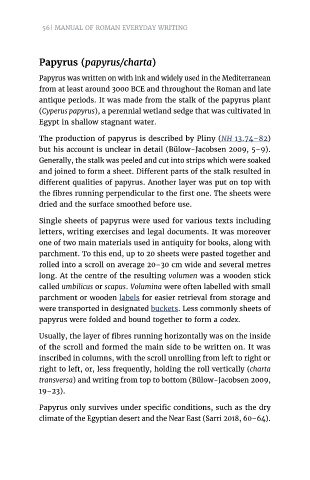 56| MANUAL OF ROMAN EVERYDAY WRITING
Papyrus (papyrus/charta)
Papyrus was written on with ink and widely used in the Mediterranean
from at least around 3000 BCE and throughout the Roman and late
antique periods. It was made from the stalk of the papyrus plant
(Cyperus papyrus), a perennial wetland sedge that was cultivated in
Egypt in shallow stagnant water.
The production of papyrus is described by Pliny (NH 13.74–82)
but his account is unclear in detail (Bülow-Jacobsen 2009, 5–9).
Generally, the stalk was peeled and cut into strips which were soaked
and joined to form a sheet. Different parts of the stalk resulted in
different qualities of papyrus. Another layer was put on top with
the fibres running perpendicular to the first one. The sheets were
dried and the surface smoothed before use.
Single sheets of papyrus were used for various texts including
letters, writing exercises and legal documents. It was moreover
one of two main materials used in antiquity for books, along with
parchment. To this end, up to 20 sheets were pasted together and
rolled into a scroll on average 20–30 cm wide and several metres
long. At the centre of the resulting volumen was a wooden stick
called umbilicus or scapus. Volumina were often labelled with small
parchment or wooden labels for easier retrieval from storage and
were transported in designated buckets. Less commonly sheets of
papyrus were folded and bound together to form a codex.
Usually, the layer of fibres running horizontally was on the inside
of the scroll and formed the main side to be written on. It was
inscribed in columns, with the scroll unrolling from left to right or
right to left, or, less frequently, holding the roll vertically (charta
transversa) and writing from top to bottom (Bülow-Jacobsen 2009,
19–23).
Papyrus only survives under specific conditions, such as the dry
climate of the Egyptian desert and the Near East (Sarri 2018, 60–64).